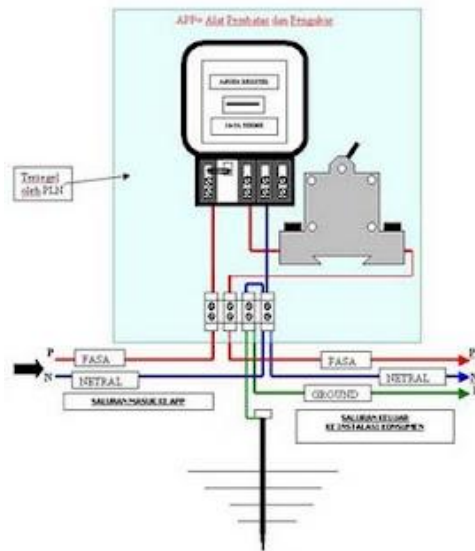 APP= Alat Pembatas dan Pengukur
Tersegel
oleh PLN
P
FASA
N
NETRAL
SALURAN MASUK KE APP
FASA
P
NETRAL
N
GROUND
SALURAN KELUAR
KE INSTALASI KONSUMEN